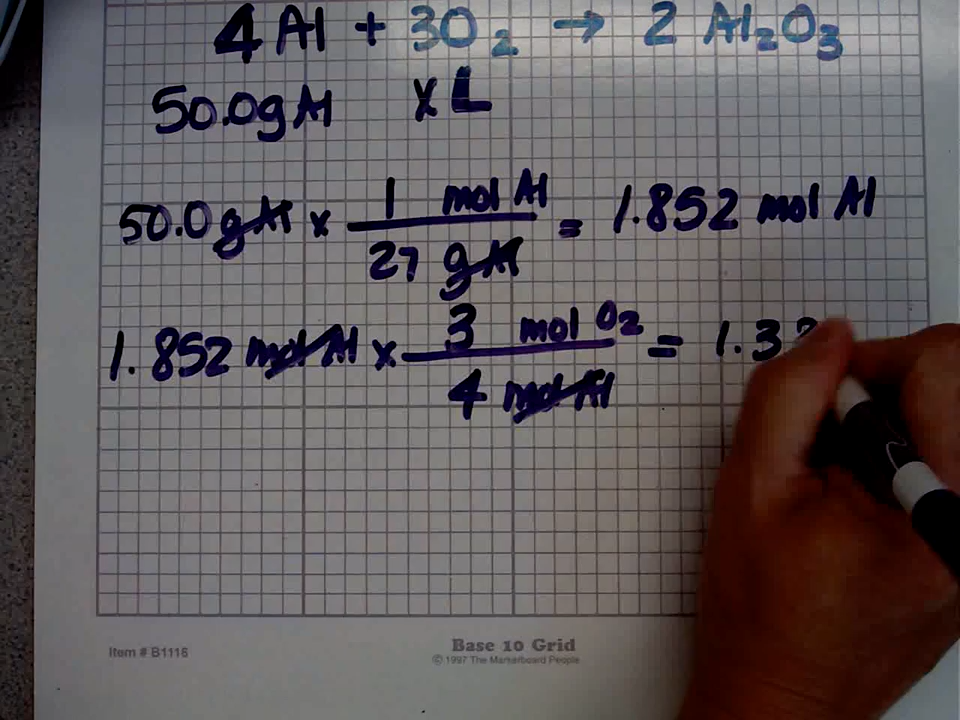 4 Al + 3O₂ → 2 Al₂O₃
50.0g Al x L
50.0 g Al x 1 mol Al / 27 g Al = 1.852 mol Al
1.852 mol Al x 3 mol O₂ / 4 mol Al = 1.3
Item # B1116
Base 10 Grid
© 1997 The Markerboard People